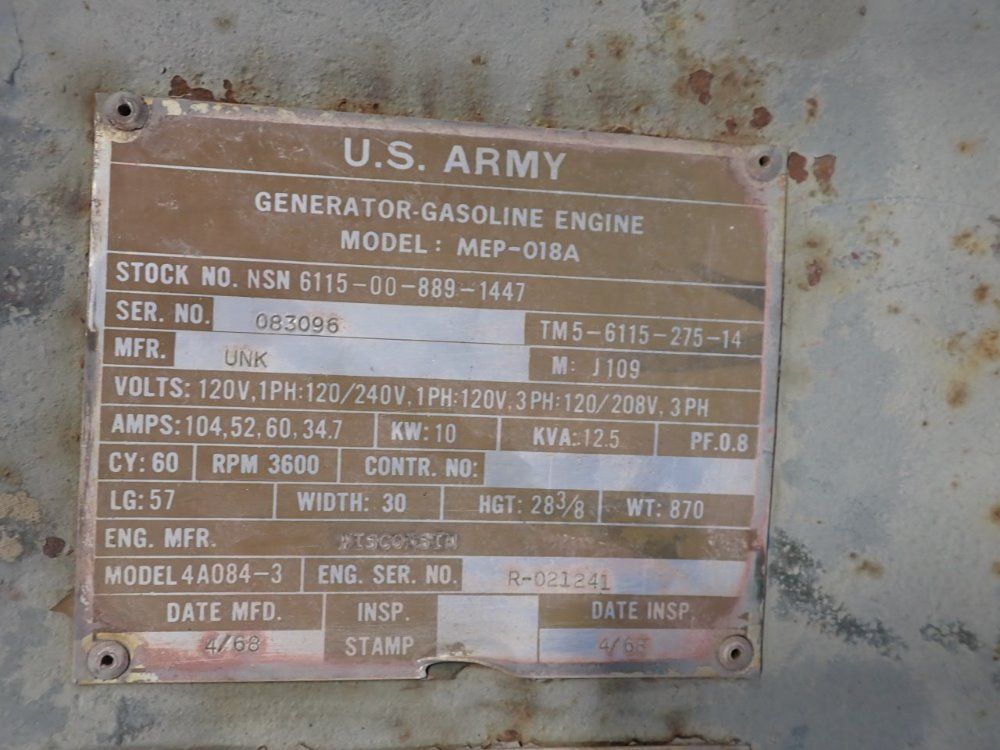 U.S. ARMY
GENERATOR-GASOLINE ENGINE
MODEL: MEP-018A
STOCK NO. NSN 6115-00-889-1447
SER. NO. 083096 TM5-6115-275-14
MFR. UNK M: J109
VOLTS: 120V,1PH:120/240V,1PH:120V,3PH:120/208V,3PH
AMPS:104,52,60,34.7 KW:10 KVA:12.5 PF.0.8
CY:60 RPM 3600 CONTR. NO:
LG:57 WIDTH: 30 HGT: 28 3/8 WT: 870
ENG. MFR. WISCONSIN
MODEL 4A084-3 ENG. SER. NO. R-021241
DATE MFD. INSP. DATE INSP.
4/68 STAMP 4/68